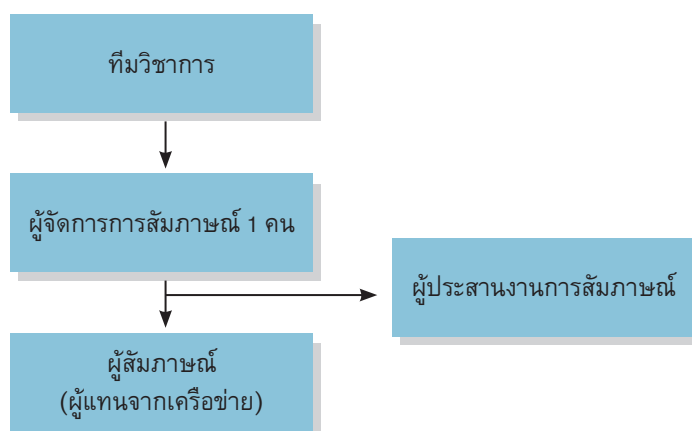 ทีมวิชาการ
ผู้จัดการการสัมภาษณ์ 1 คน
ผู้ประสานงานการสัมภาษณ์
ผู้สัมภาษณ์
(ผู้แทนจากเครือข่าย)